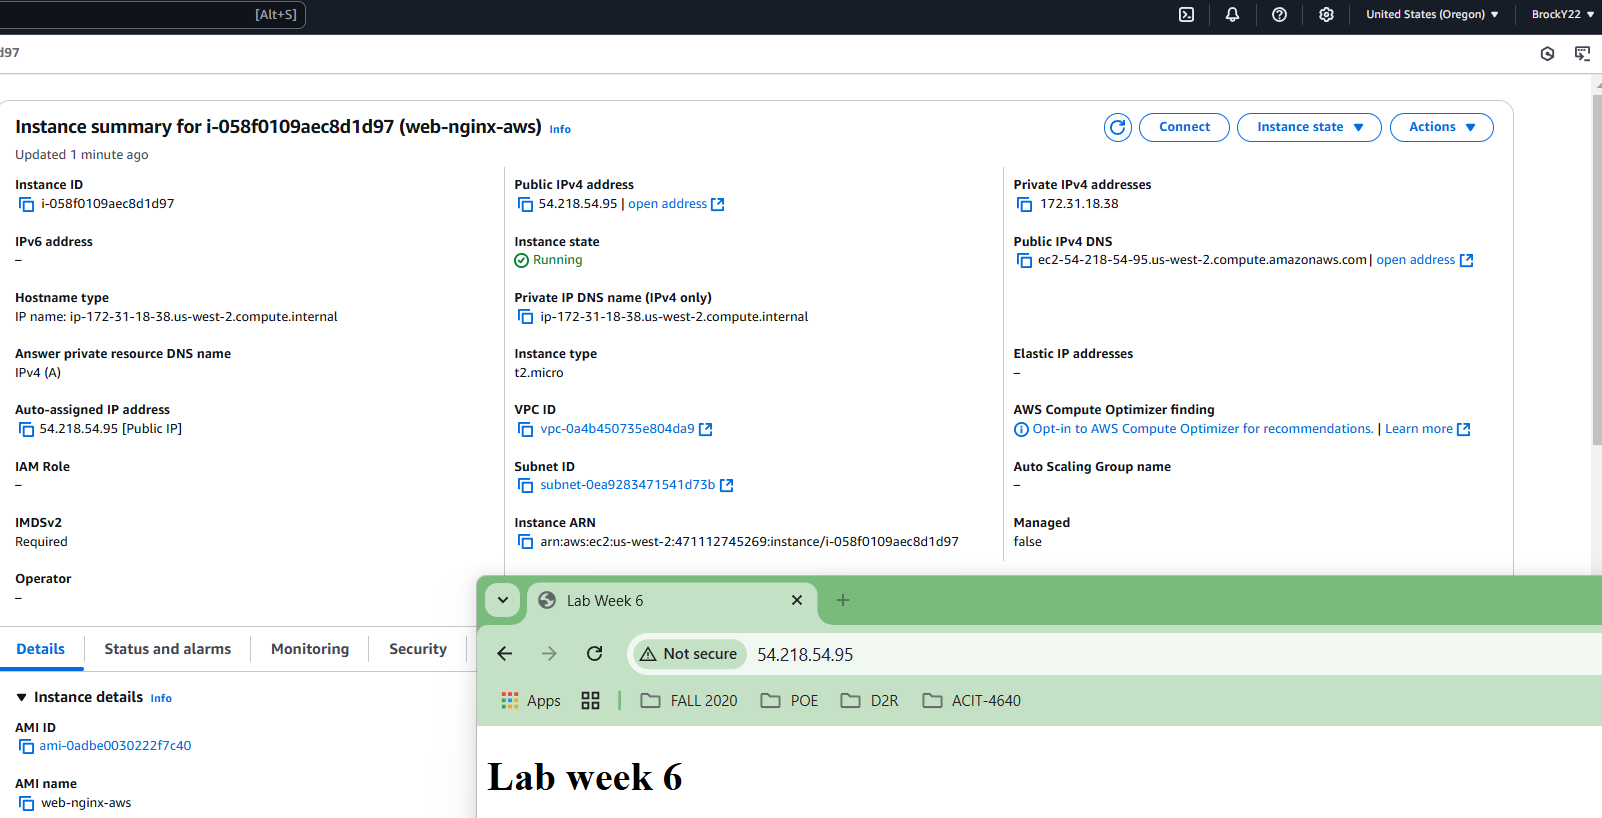 [Alt+S]
United States (Oregon)
BrockY22
Instance summary for i-058f0109aec8d1d97 (web-nginx-aws) Info
Connect
Instance state
Actions
Updated 1 minute ago
Instance ID
i-058f0109aec8d1d97
Public IPv4 address
54.218.54.95 | open address
Private IPv4 addresses
172.31.18.38
IPv6 address
–
Instance state
Running
Public IPv4 DNS
ec2-54-218-54-95.us-west-2.compute.amazonaws.com | open address
Hostname type
IP name: ip-172-31-18-38.us-west-2.compute.internal
Private IP DNS name (IPv4 only)
ip-172-31-18-38.us-west-2.compute.internal
Answer private resource DNS name
IPv4 (A)
Instance type
t2.micro
Elastic IP addresses
–
Auto-assigned IP address
54.218.54.95 [Public IP]
VPC ID
vpc-0a4b450735e804da9
AWS Compute Optimizer finding
Opt-in to AWS Compute Optimizer for recommendations. | Learn more
IAM Role
–
Subnet ID
subnet-0ea9283471541d73b
Auto Scaling Group name
–
IMDSv2
Required
Instance ARN
arn:aws:ec2:us-west-2:471112745269:instance/i-058f0109aec8d1d97
Managed
false
Operator
–
Details
Status and alarms
Monitoring
Security
Instance details Info
AMI ID
ami-0adbe0030222f7c40
AMI name
web-nginx-aws
Lab Week 6
Not secure
54.218.54.95
Apps
FALL 2020
POE
D2R
ACIT-4640
Lab week 6